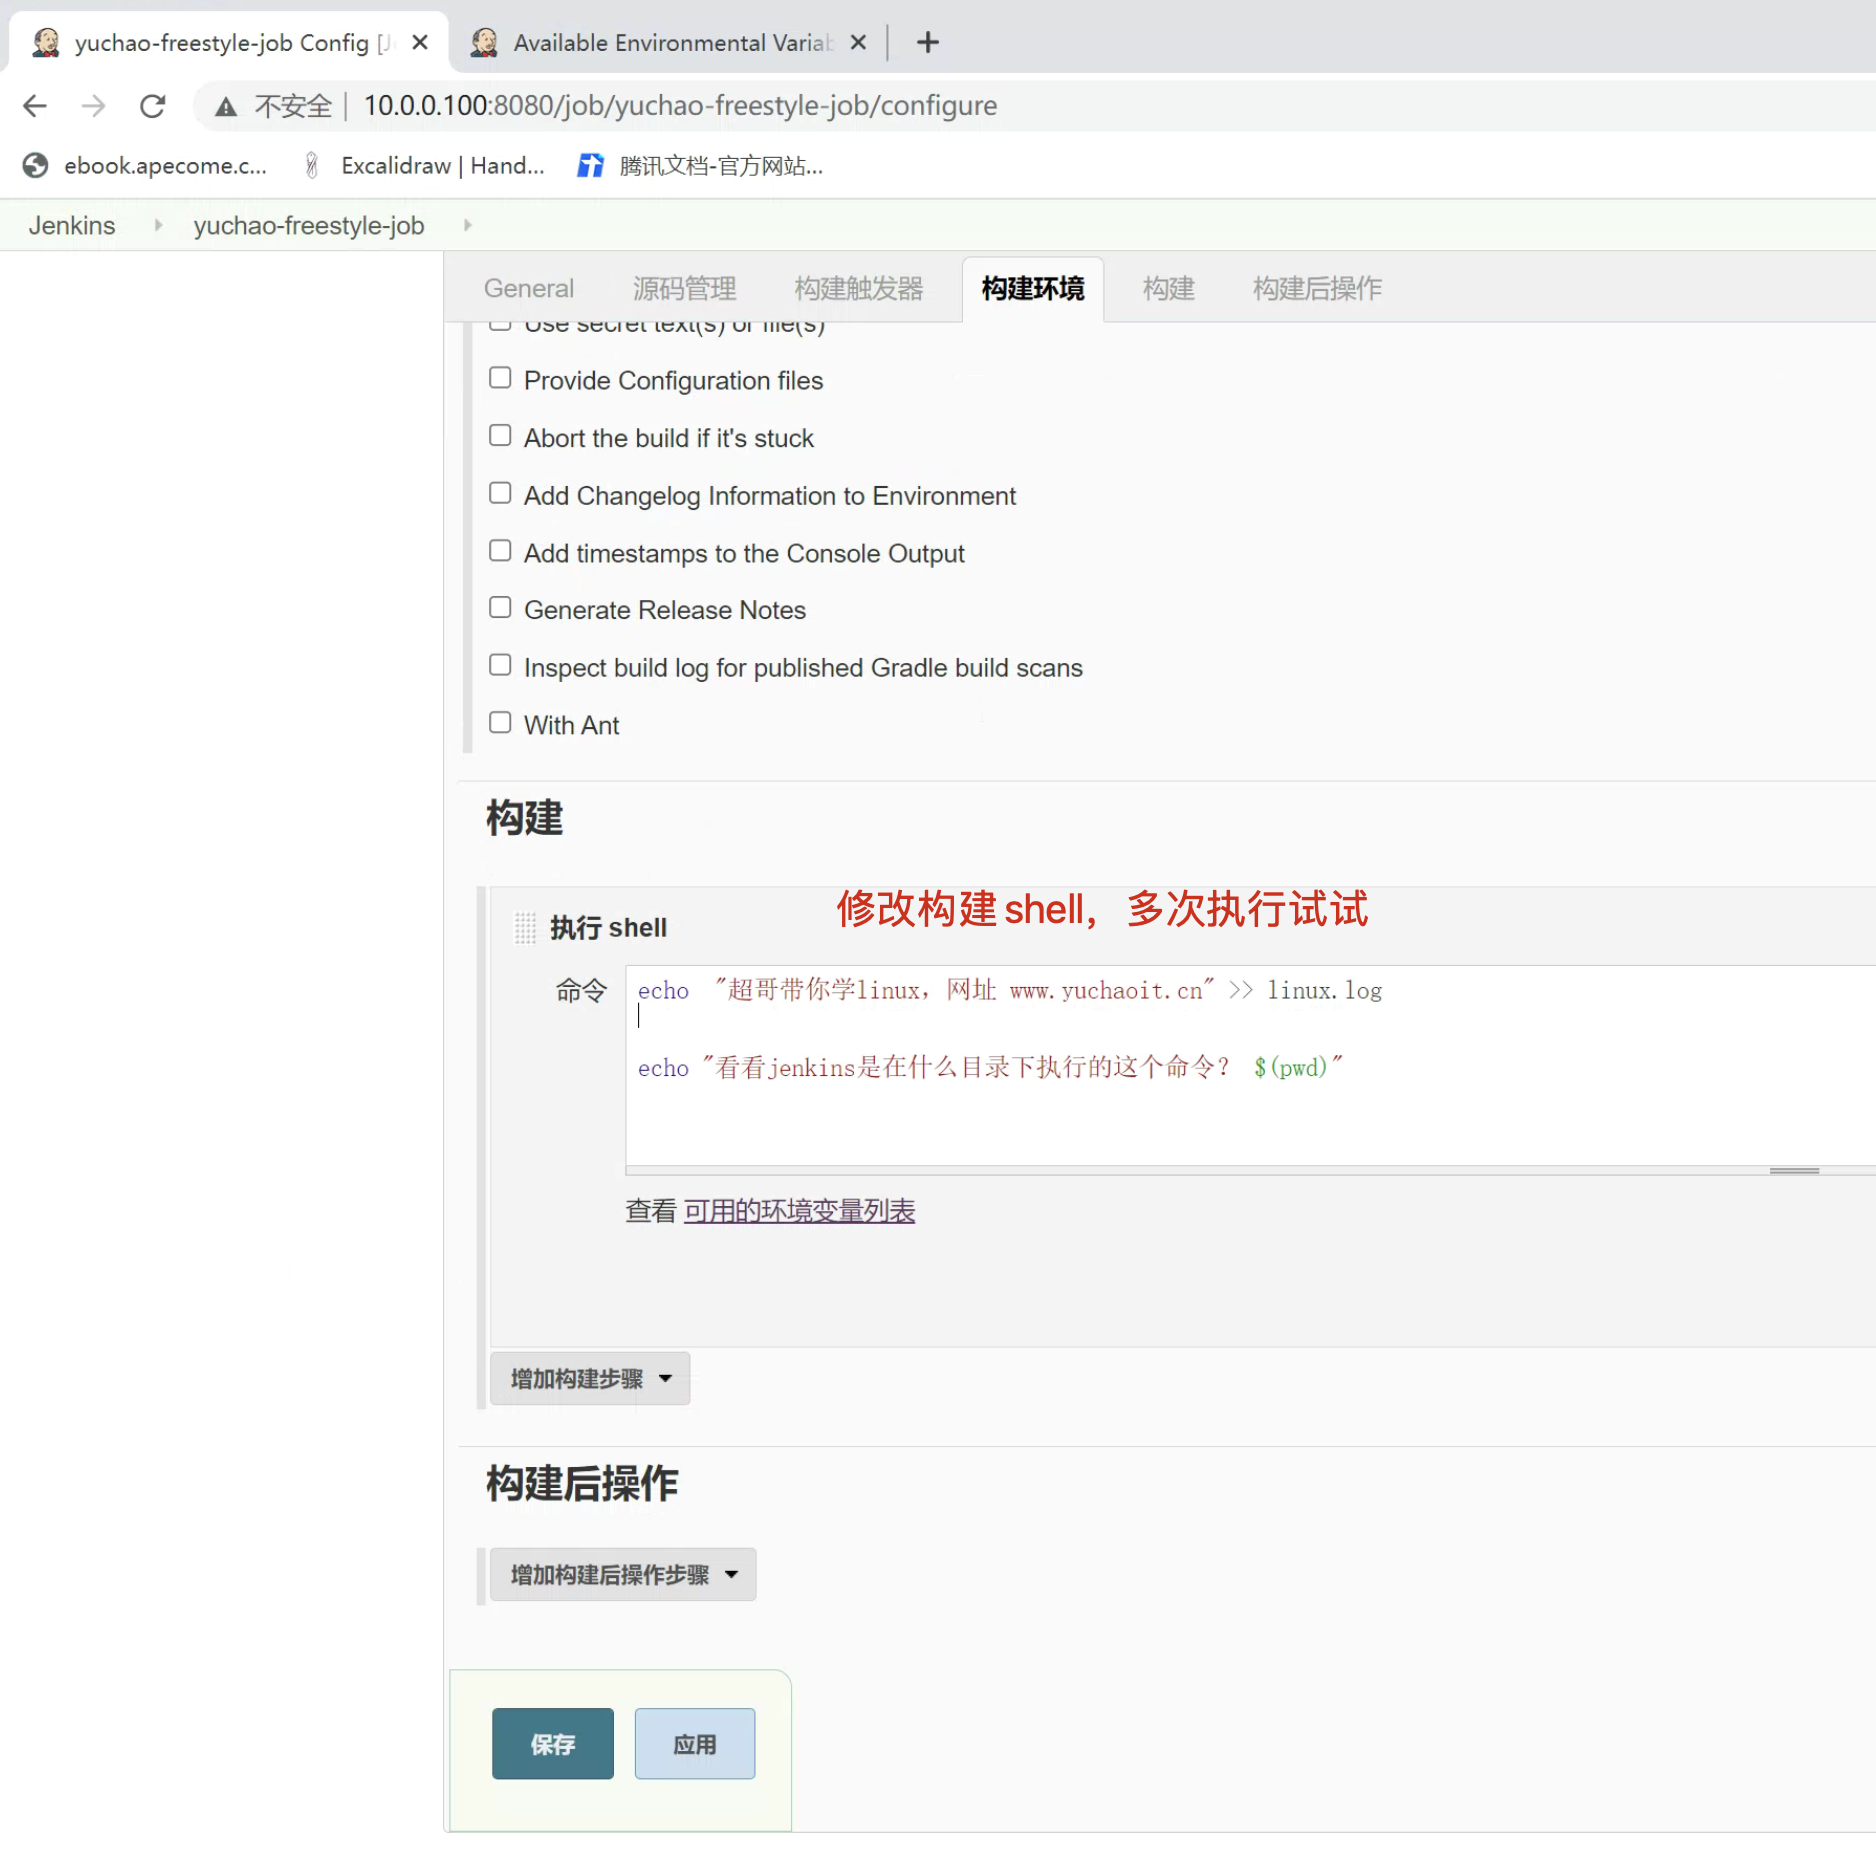 yuchao-freestyle-job Config [J
Available Environmental Variab
不安全 | 10.0.0.100:8080/job/yuchao-freestyle-job/configure
ebook.apecome.c...
Excalidraw | Hand...
腾讯文档-官方网站...
Jenkins
yuchao-freestyle-job
General
源码管理
构建触发器
构建环境
构建
构建后操作
Use secret text(s) or file(s)
Provide Configuration files
Abort the build if it's stuck
Add Changelog Information to Environment
Add timestamps to the Console Output
Generate Release Notes
Inspect build log for published Gradle build scans
With Ant
构建
修改构建 shell，多次执行试试
执行 shell
命令
echo  "超哥带你学linux，网址 www.yuchaoit.cn" >> linux.log
echo "看看jenkins是在什么目录下执行的这个命令？ $(pwd)"
查看 可用的环境变量列表
增加构建步骤
构建后操作
增加构建后操作步骤
保存
应用